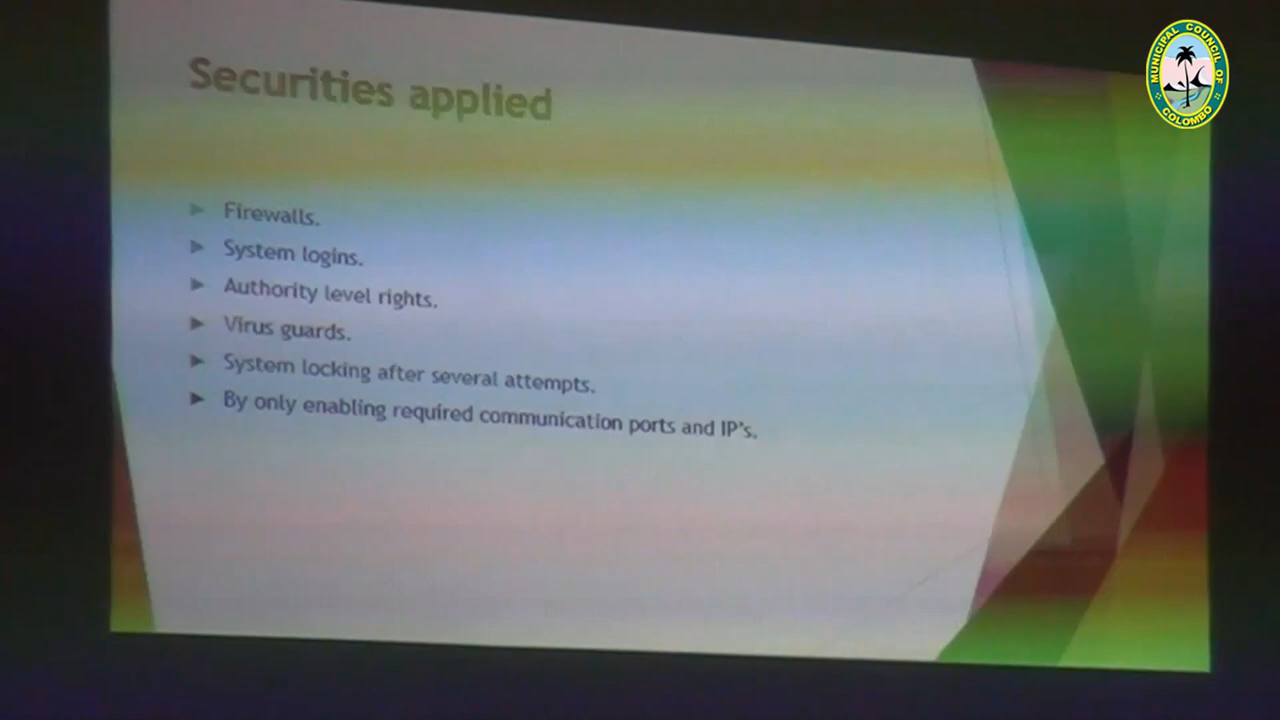 Securities applied
Firewalls.
System logins.
Authority level rights.
Virus guards.
System locking after several attempts.
By only enabling required communication ports and IP's.
MUNICIPAL COUNCIL OF
COLOMBO